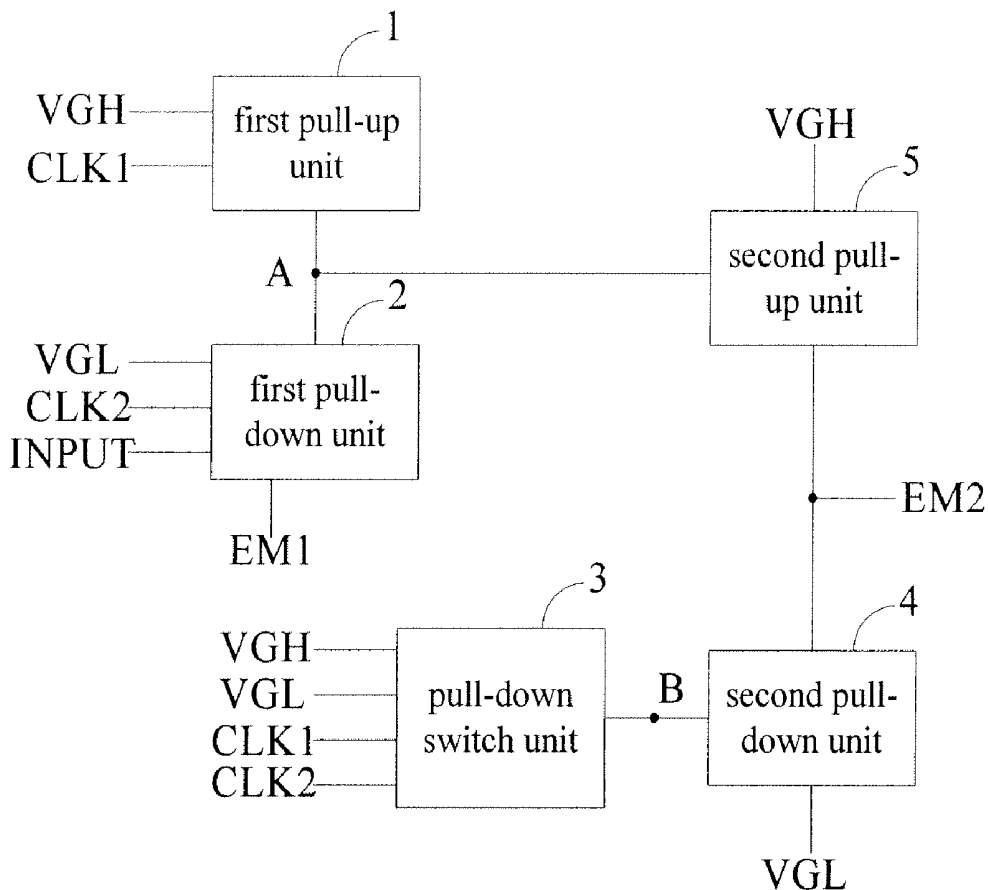 1
VGH
first pull-up
unit
CLK1
VGH
5
A
second pull-
up unit
2
VGL
CLK2
INPUT
first pull-
down unit
EM1
EM2
3
VGH
VGL
CLK1
CLK2
pull-down
switch unit
B
4
second pull-
down unit
VGL